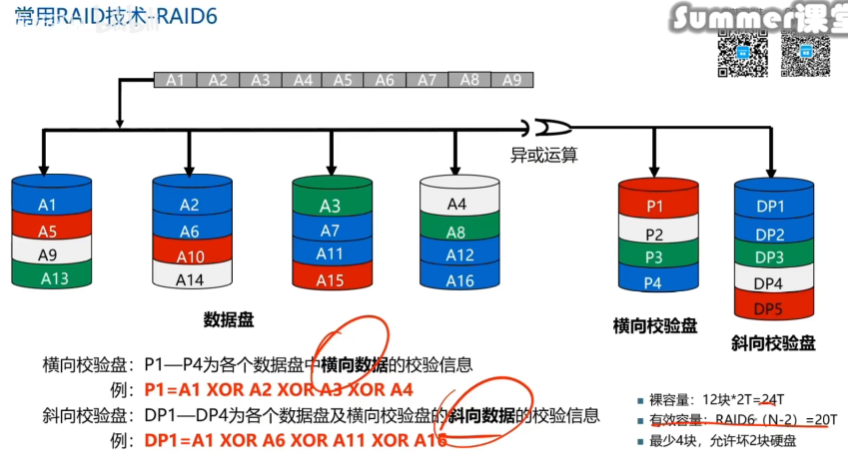 常用RAID技术-RAID6
Summer课堂
A1 A2 A3 A4 A5 A6 A7 A8 A9
异或运算
A1 A2 A3 A4 P1 DP1
A5 A6 A7 A8 P2 DP2
A9 A10 A11 A12 P3 DP3
A13 A14 A15 A16 P4 DP4
DP5
数据盘
横向校验盘
斜向校验盘
横向校验盘：P1—P4为各个数据盘中横向数据的校验信息
例：P1=A1 XOR A2 XOR A3 XOR A4
斜向校验盘：DP1—DP4为各个数据盘及横向校验盘的斜向数据的校验信息
例：DP1=A1 XOR A6 XOR A11 XOR A16
裸容量：12块*2T=24T
有效容量：RAID6（N-2）=20T
最少4块，允许坏2块硬盘